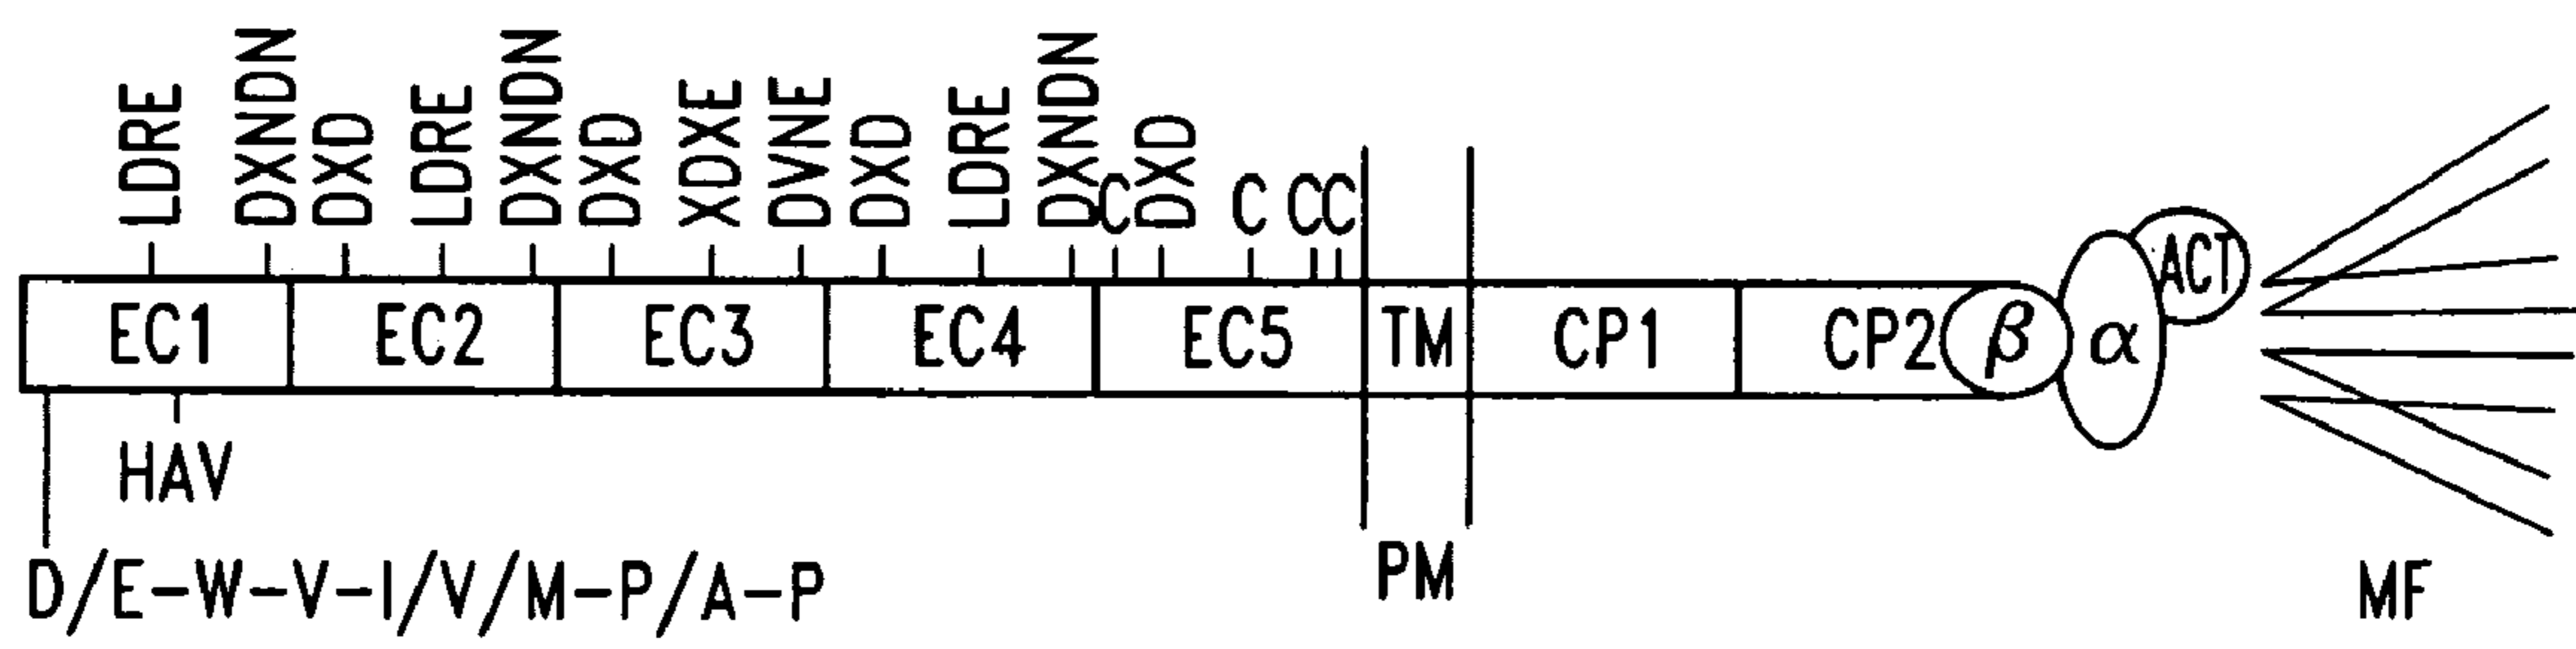 LDRE DXNDN DXD LDRE DXNDN DXD XDXE DVNE DXD LDRE DXNDN C DXD C C C
EC1 EC2 EC3 EC4 EC5 TM CP1 CP2 β α ACT
HAV
D/E-W-V-I/V/M-P/A-P
PM
MF